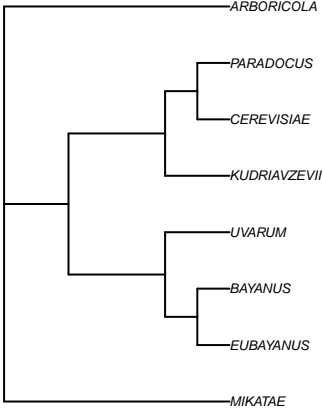 ARBORICOLA
PARADOCUS
CEREVISIAE
KUDRIAVZEVII
UVARUM
BAYANUS
EUBAYANUS
MIKATAE